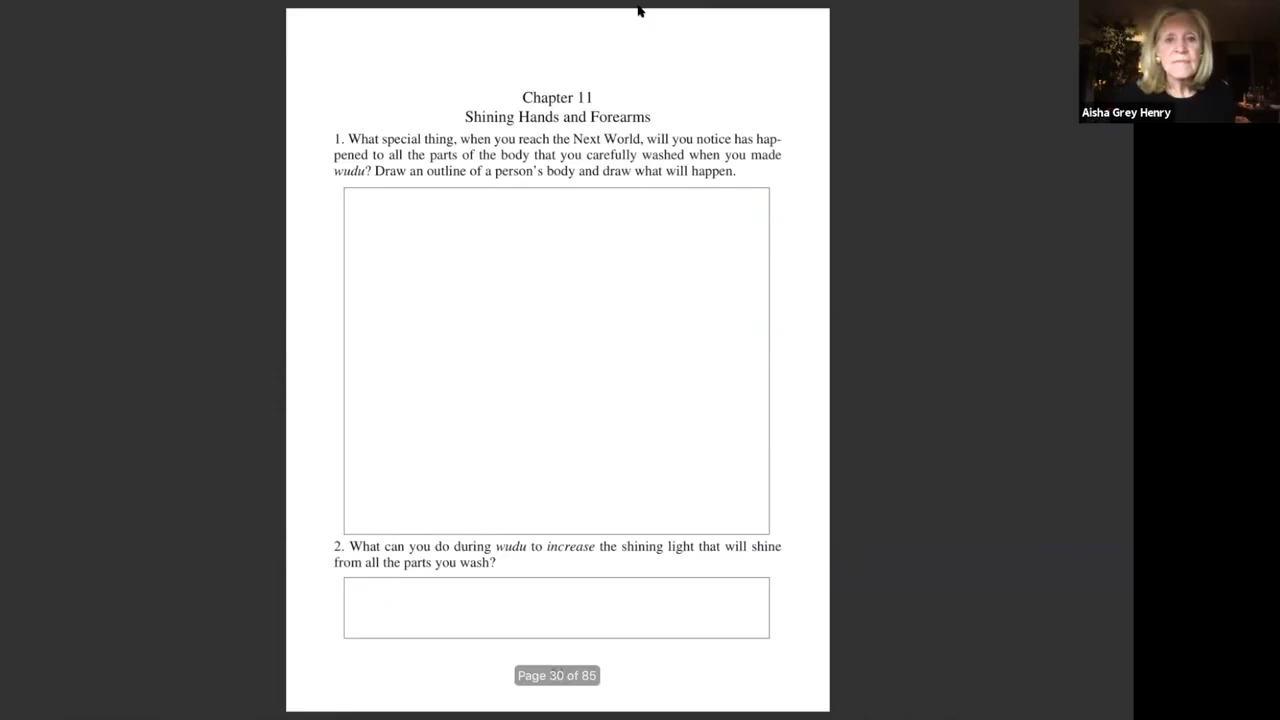 Chapter 11
Shining Hands and Forearms
1. What special thing, when you reach the Next World, will you notice has hap-
pened to all the parts of the body that you carefully washed when you made
wudu? Draw an outline of a person's body and draw what will happen.
2. What can you do during wudu to increase the shining light that will shine
from all the parts you wash?
Page 30 of 85
Aisha Grey Henry